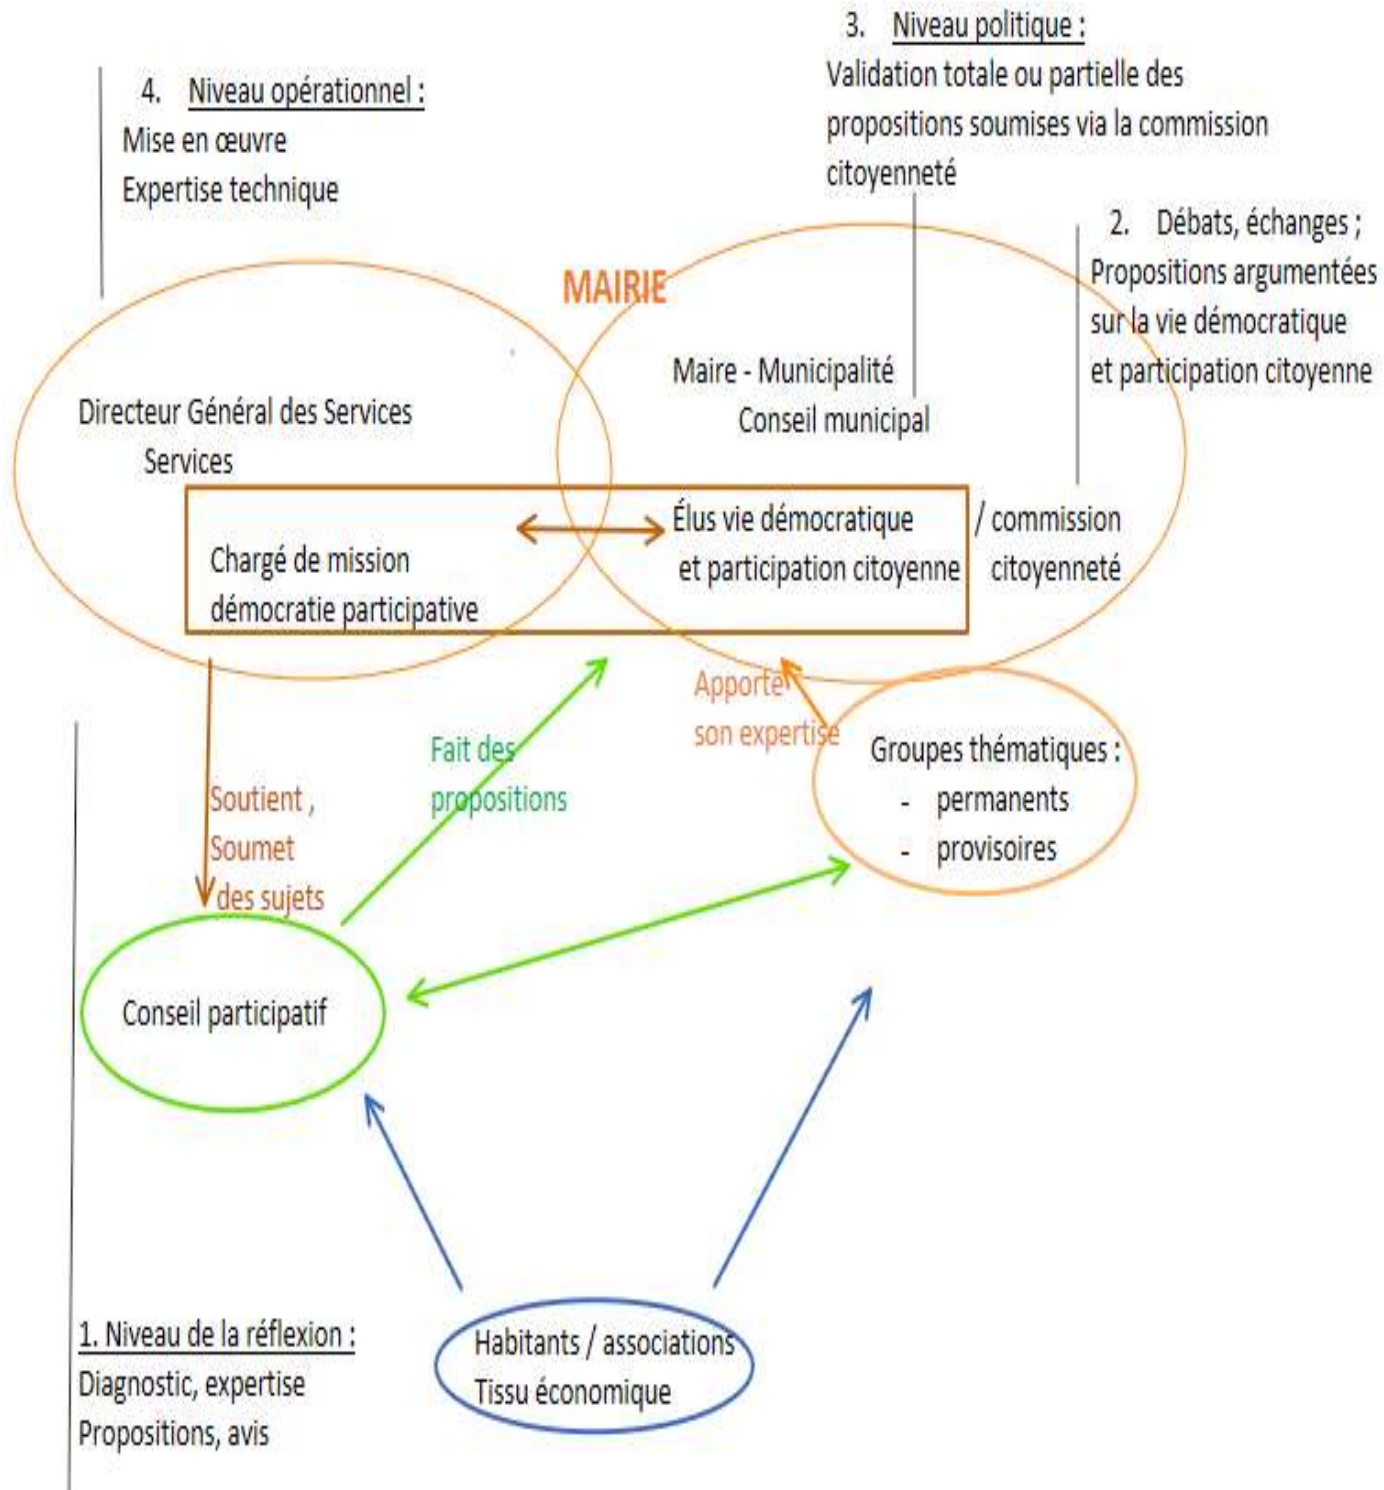 3. Niveau politique :
Validation totale ou partielle des
propositions soumises via la commission
citoyenneté
4. Niveau opérationnel :
Mise en œuvre
Expertise technique
2. Débats, échanges ;
Propositions argumentées
sur la vie démocratique
et participation citoyenne
MAIRIE
Maire - Municipalité
Conseil municipal
Directeur Général des Services
Services
Élus vie démocratique
et participation citoyenne
/ commission
citoyenneté
Chargé de mission
démocratie participative
Apporte
son expertise
Fait des
propositions
Groupes thématiques :
- permanents
- provisoires
Soutient ,
Soumet
des sujets
Conseil participatif
1. Niveau de la réflexion :
Diagnostic, expertise
Propositions, avis
Habitants / associations
Tissu économique